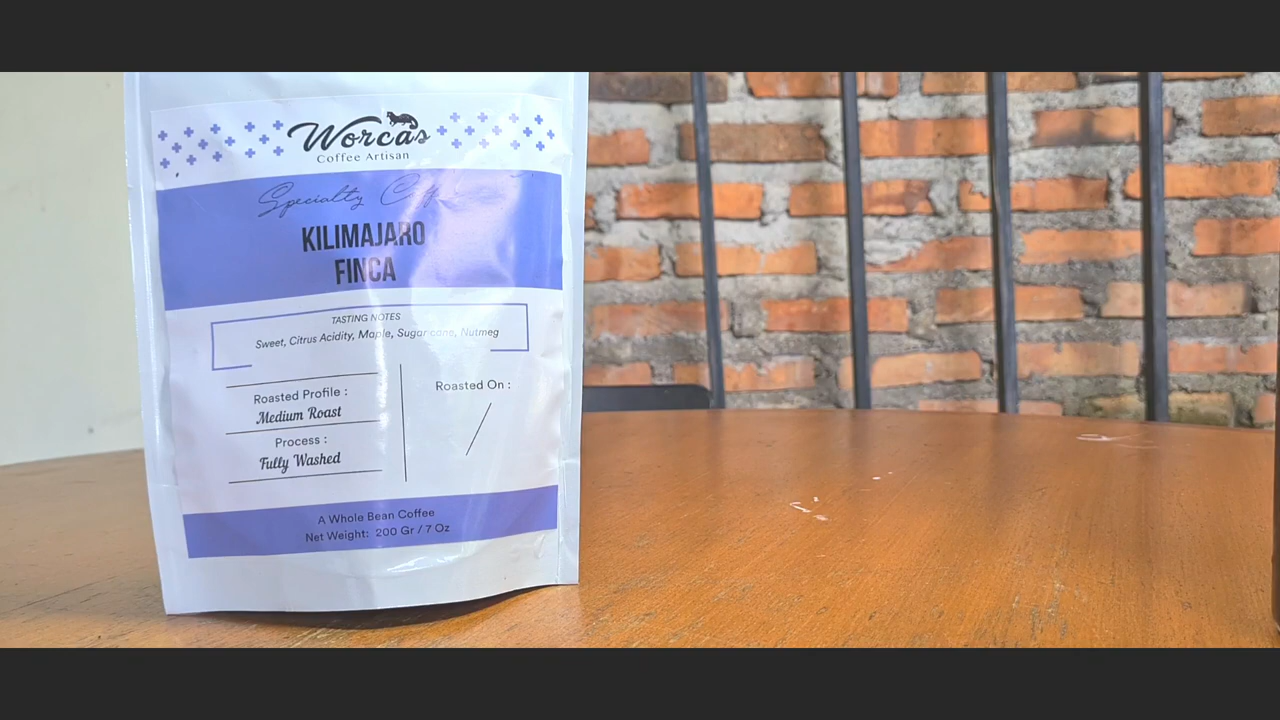 Worcas
Coffee Artisan
Specialty
KILIMAJARO
FINCA
TASTING NOTES
Sweet, Citrus Acidity, Maple, Sugarcane, Nutmeg
Roasted Profile :
Medium Roast
Process :
Fully Washed
Roasted On :
/
A Whole Bean Coffee
Net Weight: 200 Gr / 7 Oz